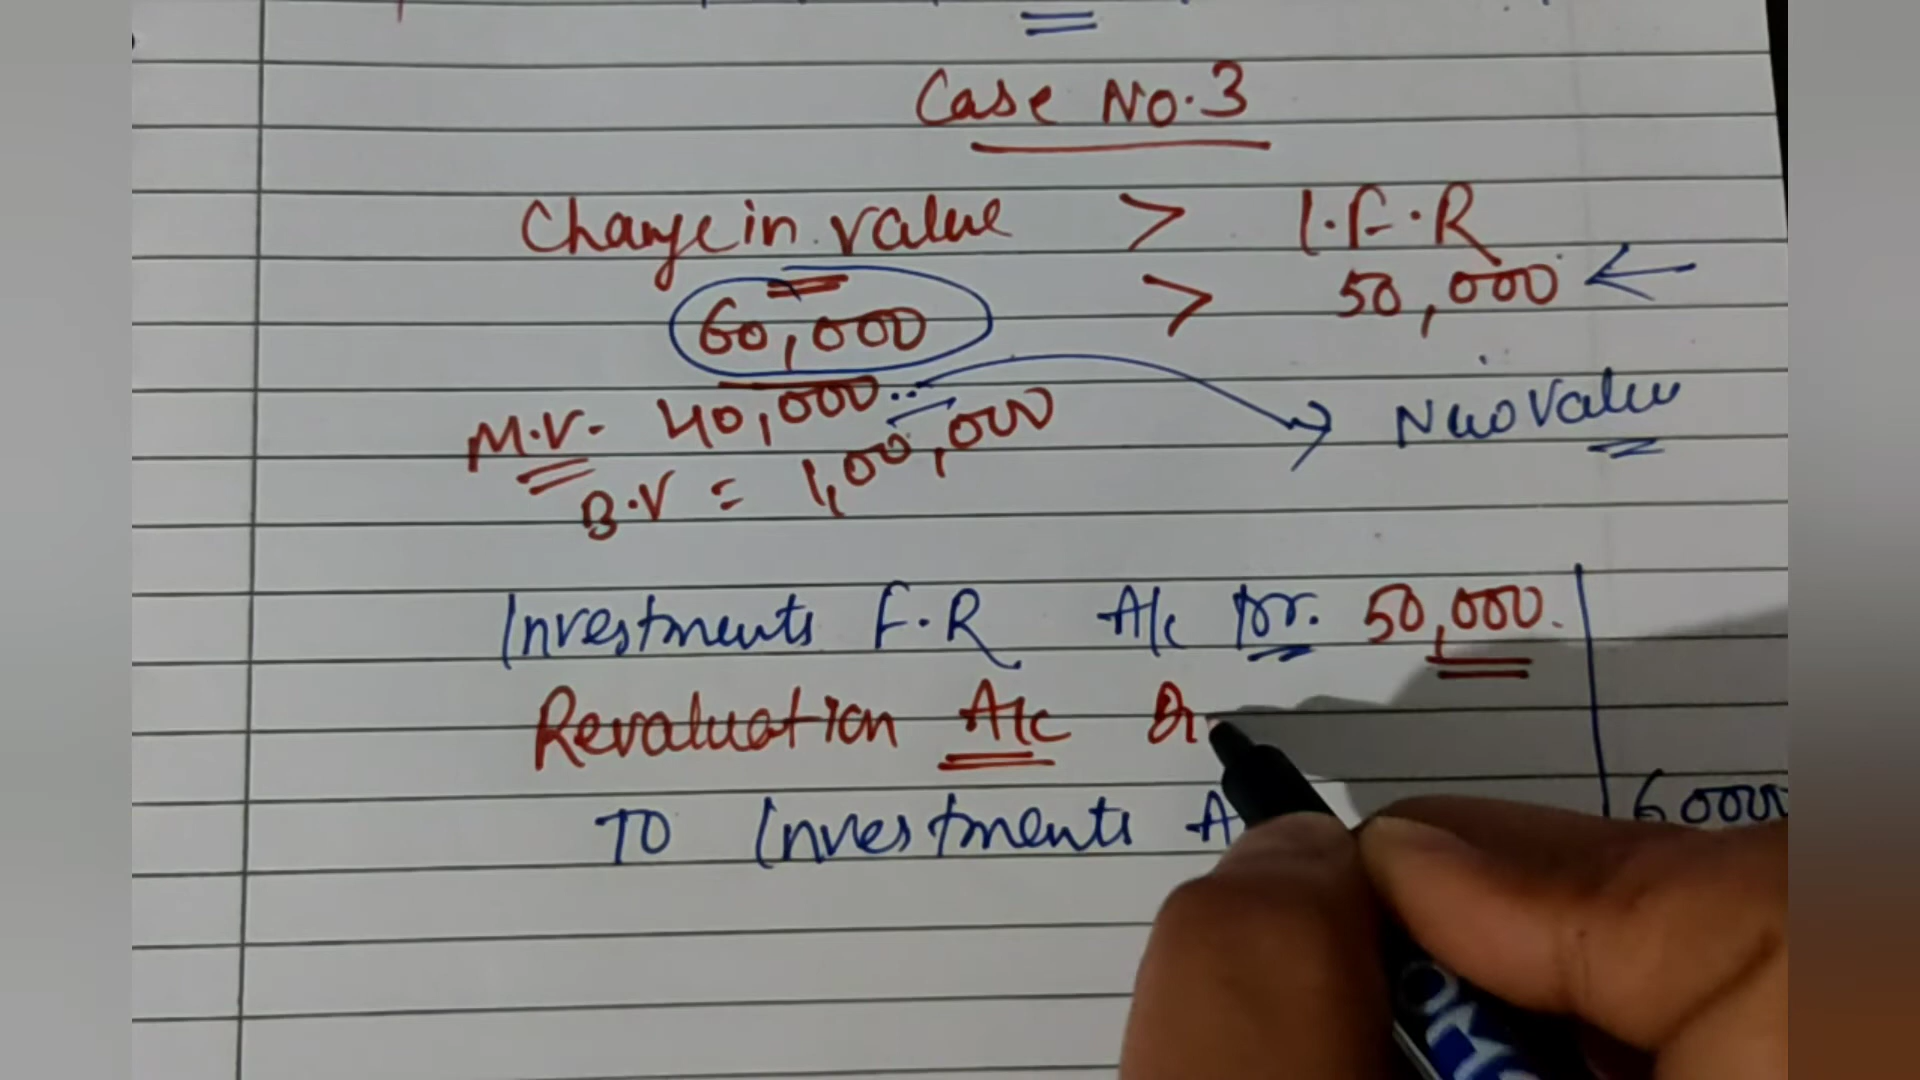 Case No.3
Change in value > I.F.R
60,000 > 50,000
M.V. 40,000..
New Value
B.V = 1,00,000
Investments F.R A/c Dr. 50,000.
Revaluation A/c Dr
To Investments A
60000